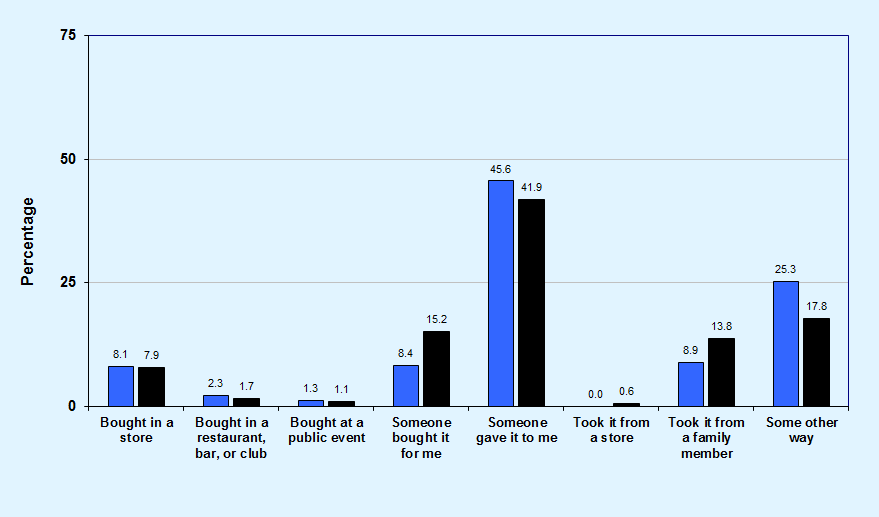 75
50
25
0
Percentage
8.1 7.9
2.3 1.7
1.3 1.1
8.4 15.2
45.6 41.9
0.0 0.6
8.9 13.8
25.3 17.8
Bought in a
store
Bought in a
restaurant,
bar, or club
Bought at a
public event
Someone
bought it
for me
Someone
gave it to me
Took it from
a store
Took it from
a family
member
Some other
way